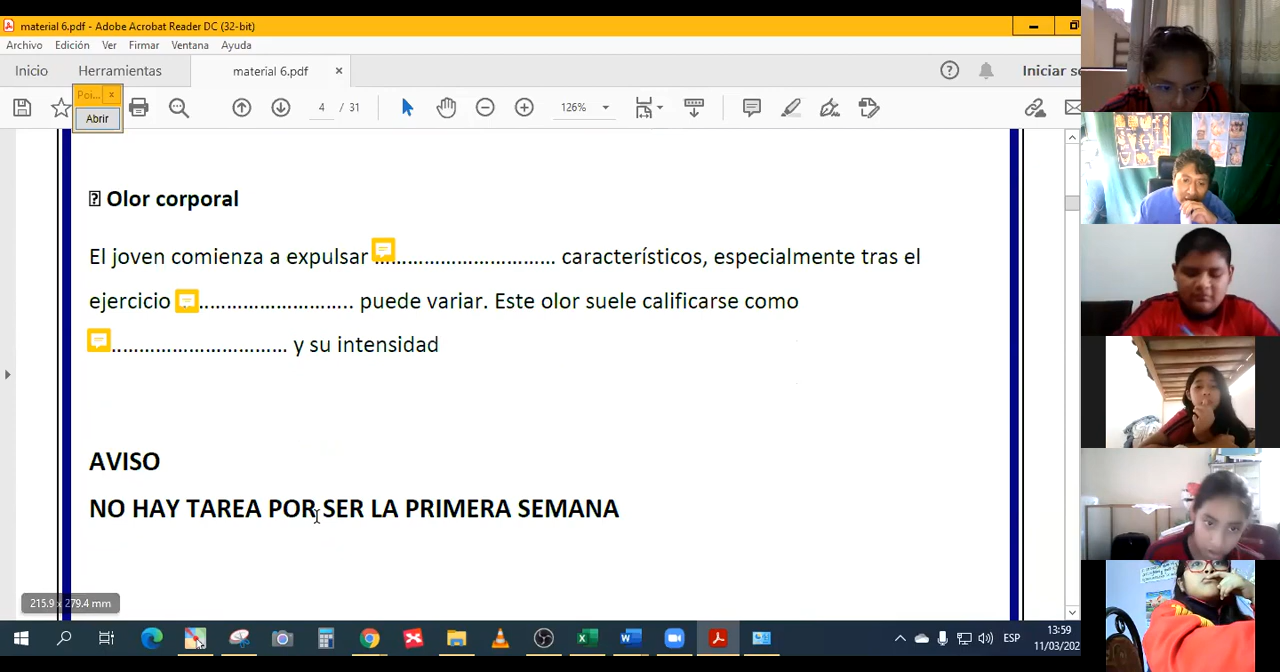 material 6.pdf - Adobe Acrobat Reader DC (32-bit)
Archivo Edición Ver Firmar Ventana Ayuda
Inicio Herramientas material 6.pdf × Iniciar se
Poi... x
Abrir
4 / 31 126%
Olor corporal
El joven comienza a expulsar ................................. característicos, especialmente tras el
ejercicio ............................ puede variar. Este olor suele calificarse como
................................ y su intensidad
AVISO
NO HAY TAREA POR SER LA PRIMERA SEMANA
215.9 x 279.4 mm
ESP
13:59
11/03/202